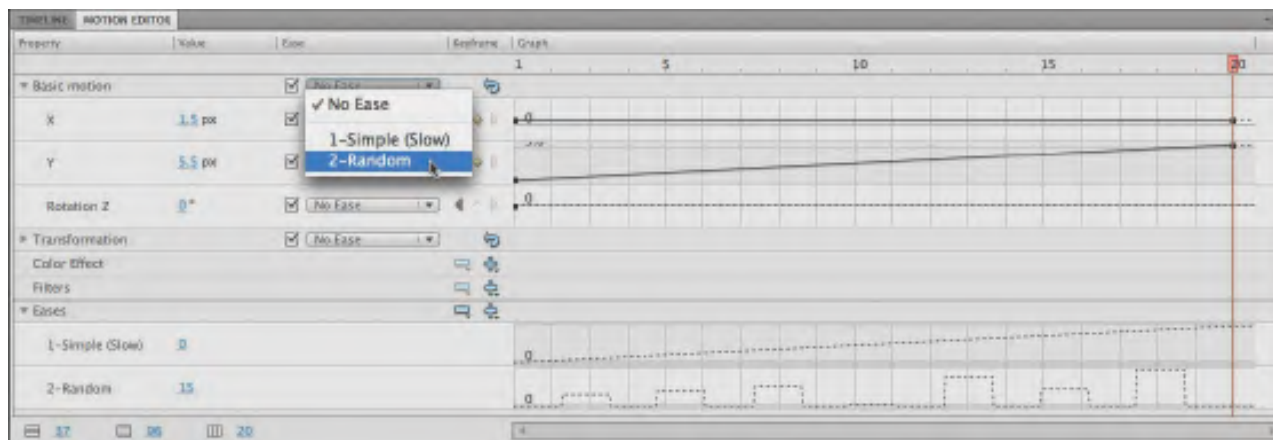 TIMELINE MOTION EDITOR
Property Value Ease Keyframe Graph
1 5 10 15 20
Basic motion No Ease
✓ No Ease
1-Simple (Slow)
2-Random
X 1.5 px 0
Y 5.5 px
Rotation Z 0° No Ease 0
Transformation No Ease
Color Effect
Filters
Eases
1-Simple (Slow) 0 0
2-Random 15 0
37 96 20